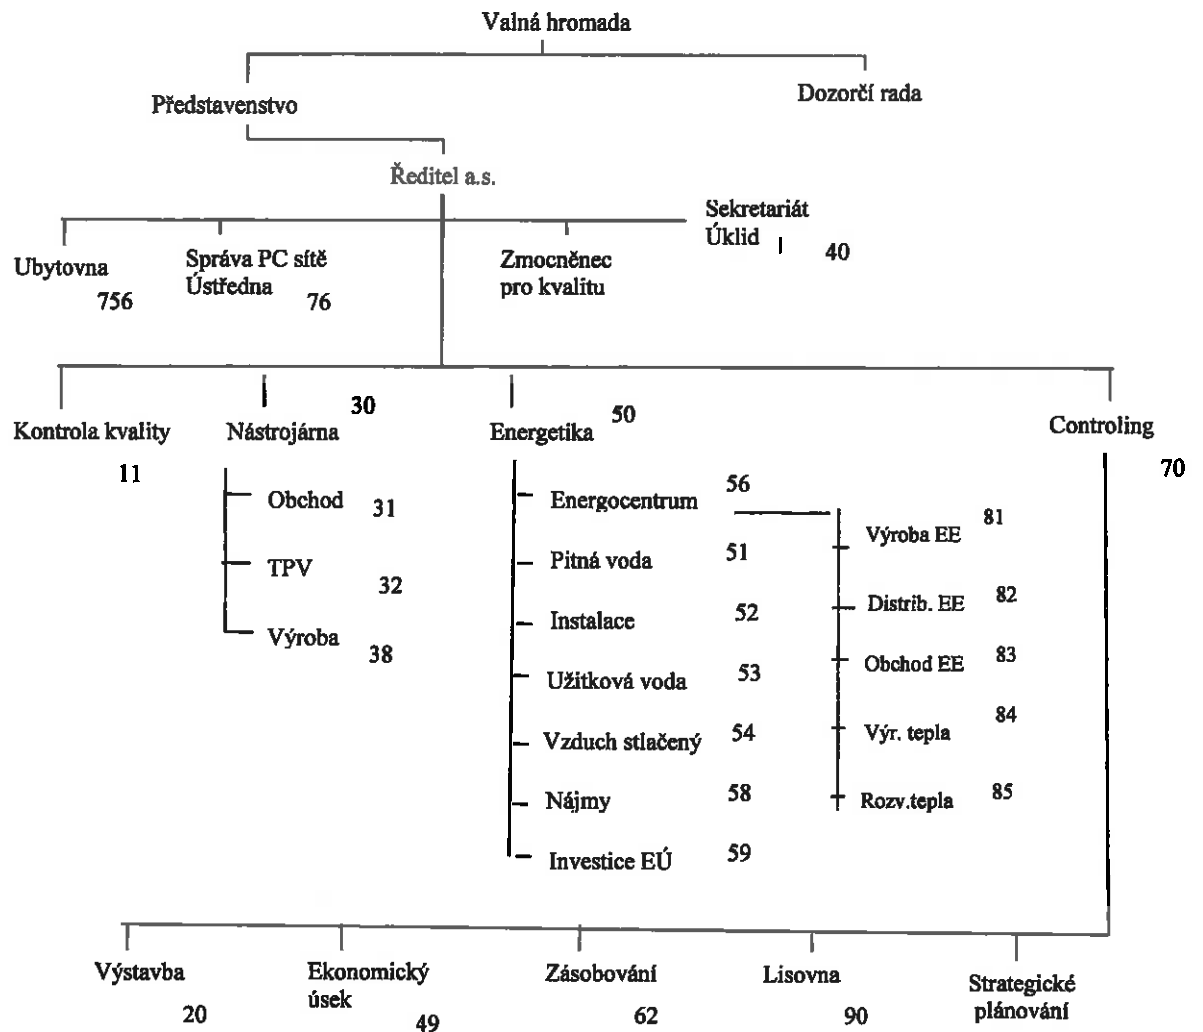 Valná hromada
Představenstvo
Dozorčí rada
Ředitel a.s.
Sekretariát
Úklid 40
Ubytovna
756
Správa PC sítě
Ústředna
76
Zmocněnec
pro kvalitu
Kontrola kvality
11
Nástrojárna
30
Energetika
50
Controling
70
Obchod 31
TPV 32
Výroba 38
Energocentrum 56
Pitná voda 51
Instalace 52
Užitková voda 53
Vzduch stlačený 54
Nájmy 58
Investice EÚ 59
Výroba EE 81
Distrib. EE 82
Obchod EE 83
Výr. tepla 84
Rozv.tepla 85
Výstavba
20
Ekonomický
úsek
49
Zásobování
62
Lisovna
90
Strategické
plánování